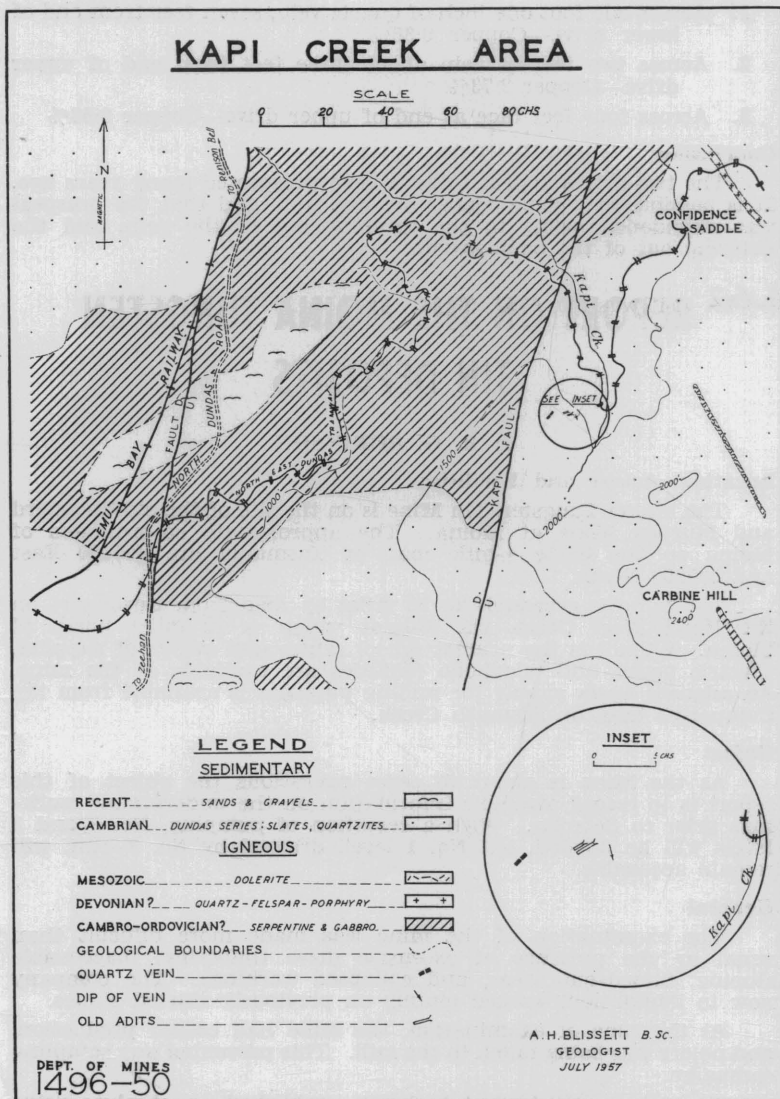 KAPI CREEK AREA
SCALE
0 20 40 60 80 CHS
N
MAGNETIC
TO Renison Bell
CONFIDENCE
SADDLE
Kapi Ck.
EMU BAY RAILWAY
FAULT
D
U
NORTH DUNDAS ROAD
NORTH EAST DUNDAS TRAMWAY
1000
1500
KAPI FAULT
D
U
SEE INSET
2000
2000
CARBINE HILL
2400
TO Zeehan
LEGEND
SEDIMENTARY
RECENT SANDS & GRAVELS
CAMBRIAN DUNDAS SERIES: SLATES, QUARTZITES
IGNEOUS
MESOZOIC DOLERITE
DEVONIAN? QUARTZ-FELSPAR-PORPHYRY
CAMBRO-ORDOVICIAN? SERPENTINE & GABBRO
GEOLOGICAL BOUNDARIES
QUARTZ VEIN
DIP OF VEIN
OLD ADITS
INSET
0 5 CHS
Kapi Ck.
A.H. BLISSETT B.Sc.
GEOLOGIST
JULY 1957
DEPT. OF MINES
1496-50